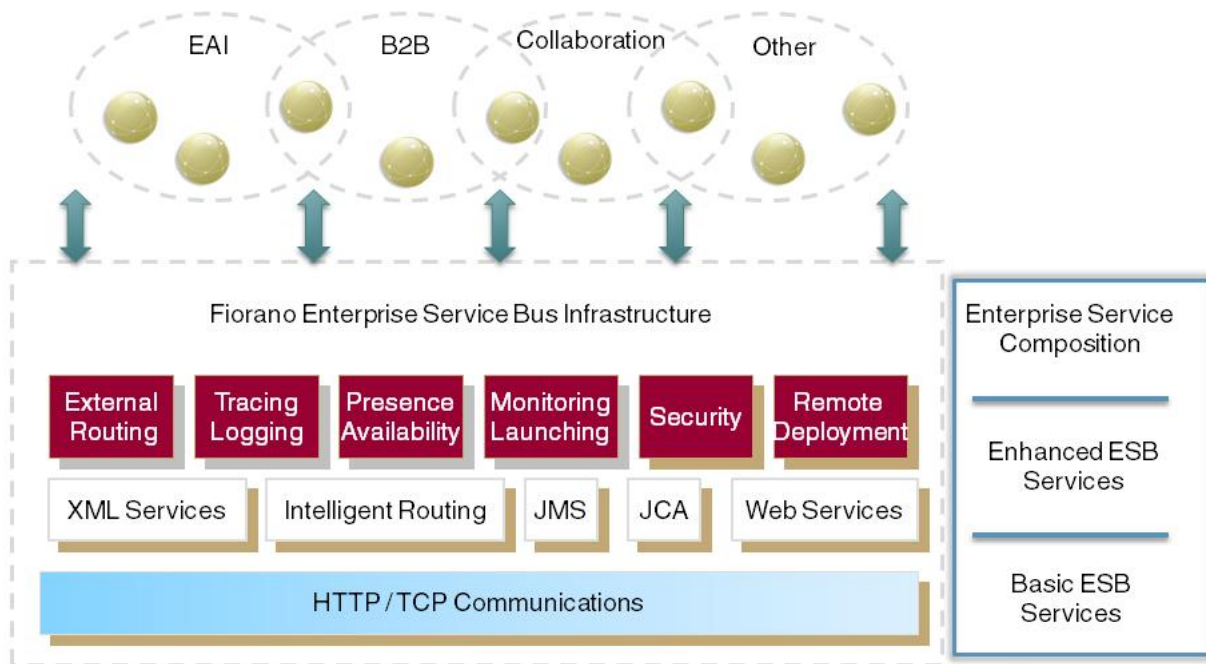 EAI
B2B
Collaboration
Other
Fiorano Enterprise Service Bus Infrastructure
External
Routing
Tracing
Logging
Presence
Availability
Monitoring
Launching
Security
Remote
Deployment
XML Services
Intelligent Routing
JMS
JCA
Web Services
HTTP / TCP Communications
Enterprise Service
Composition
Enhanced ESB
Services
Basic ESB
Services